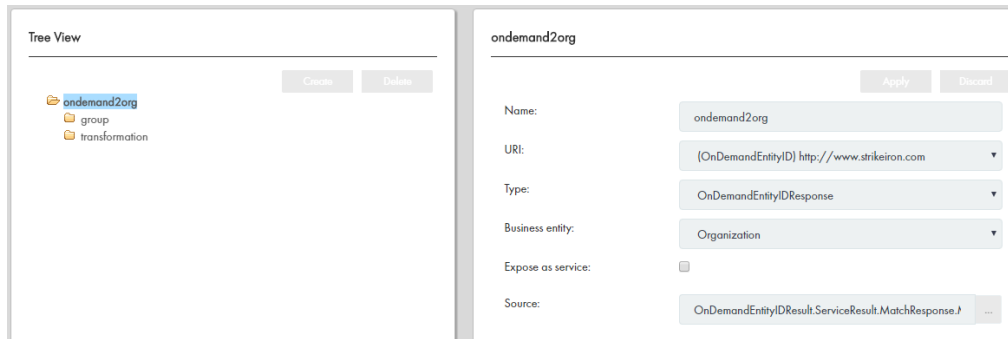 Tree View
Create Delete
ondemand2org
group
transformation
ondemand2org
Apply Discard
Name: ondemand2org
URI: (OnDemandEntityID) http://www.strikeiron.com
Type: OnDemandEntityIDResponse
Business entity: Organization
Expose as service:
Source: OnDemandEntityIDResult.ServiceResult.MatchResponse. ...